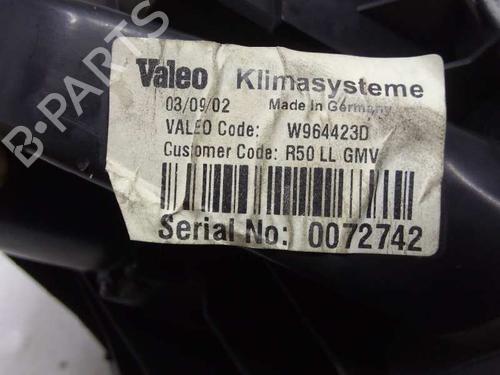 Valeo Klimasysteme
03/09/02 Made In Germany
VALEO Code: W964423D
Customer Code: R50 LL GMV
Serial No: 0072742